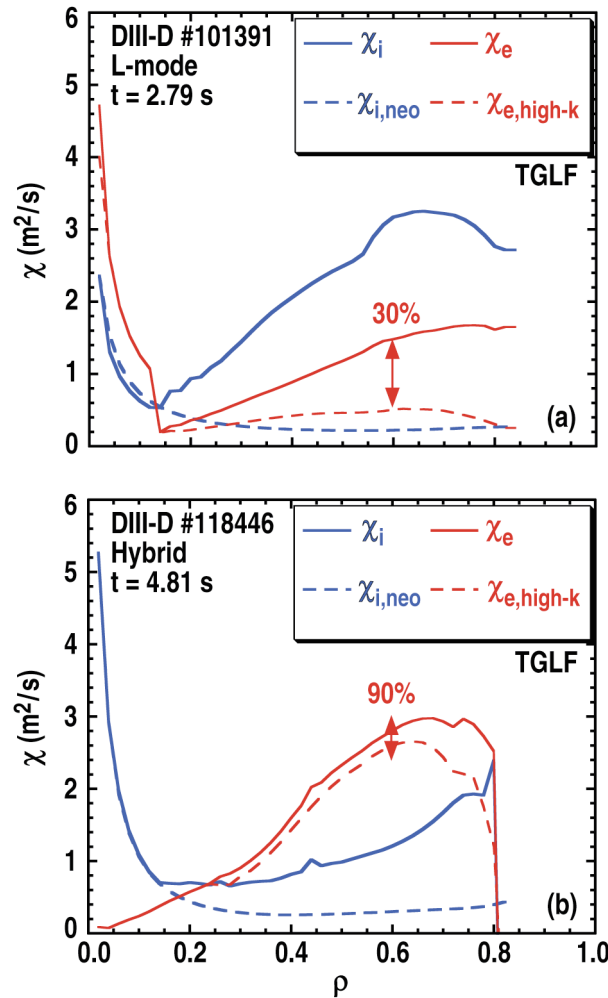 (a)
DIII-D #101391
L-mode
t = 2.79 s
χi
χe
χi,neo
χe,high-k
TGLF
30%
χ (m²/s)
6
5
4
3
2
1
0
(b)
DIII-D #118446
Hybrid
t = 4.81 s
χi
χe
χi,neo
χe,high-k
TGLF
90%
χ (m²/s)
6
5
4
3
2
1
0
0.0 0.2 0.4 0.6 0.8 1.0
ρ